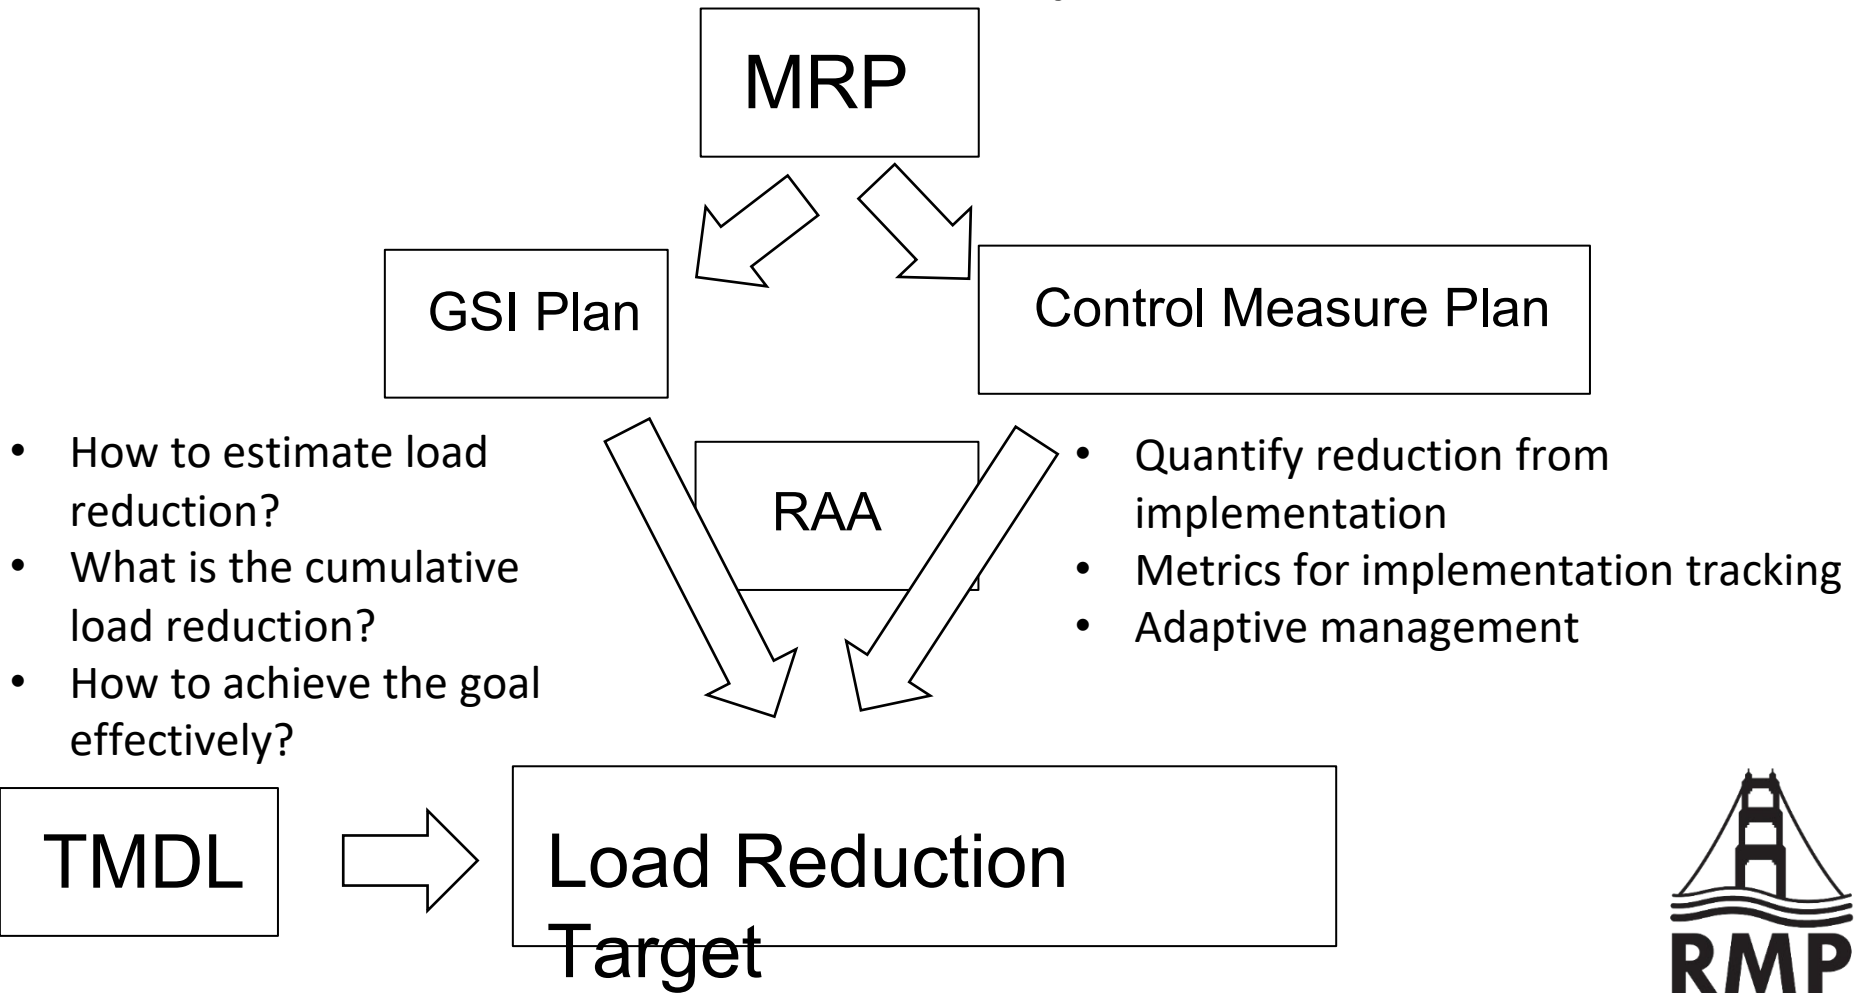 MRP
GSI Plan
Control Measure Plan
• How to estimate load
reduction?
• What is the cumulative
load reduction?
• How to achieve the goal
effectively?
RAA
• Quantify reduction from
implementation
• Metrics for implementation tracking
• Adaptive management
TMDL
Load Reduction
Target
RMP